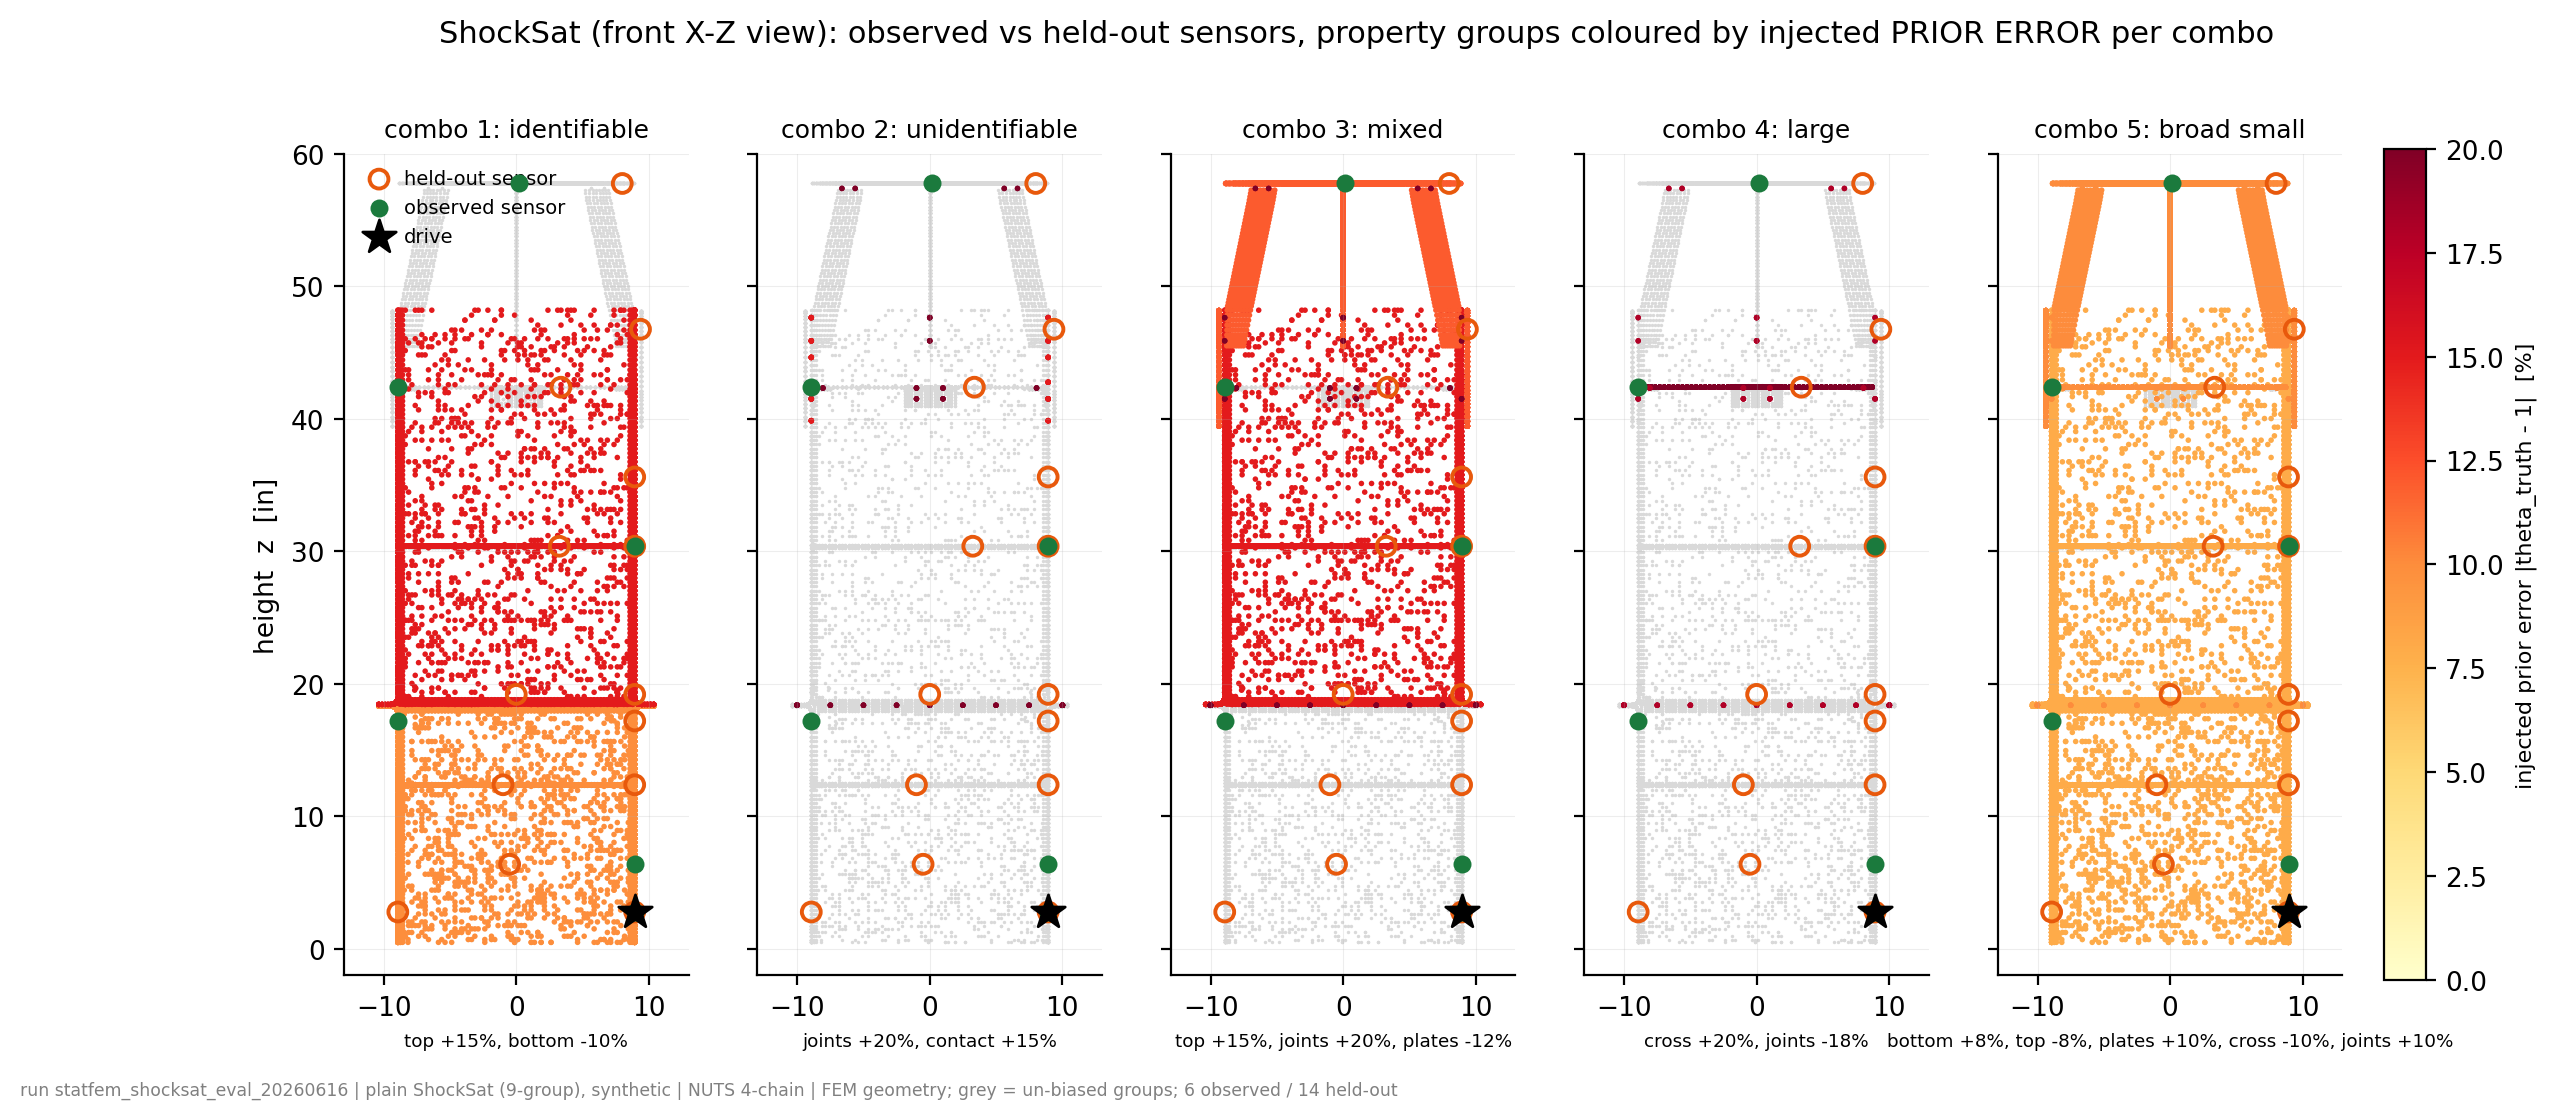 ShockSat (front X-Z view): observed vs held-out sensors, property groups coloured by injected PRIOR ERROR per combo
combo 1: identifiable
combo 2: unidentifiable
combo 3: mixed
combo 4: large
combo 5: broad small
held-out sensor
observed sensor
drive
height z [in]
60
50
40
30
20
10
0
−10 0 10
−10 0 10
−10 0 10
−10 0 10
−10 0 10
top +15%, bottom -10%
joints +20%, contact +15%
top +15%, joints +20%, plates -12%
cross +20%, joints -18%
bottom +8%, top -8%, plates +10%, cross -10%, joints +10%
20.0
17.5
15.0
12.5
10.0
7.5
5.0
2.5
0.0
injected prior error |theta_truth - 1| [%]
run statfem_shocksat_eval_20260616 | plain ShockSat (9-group), synthetic | NUTS 4-chain | FEM geometry; grey = un-biased groups; 6 observed / 14 held-out